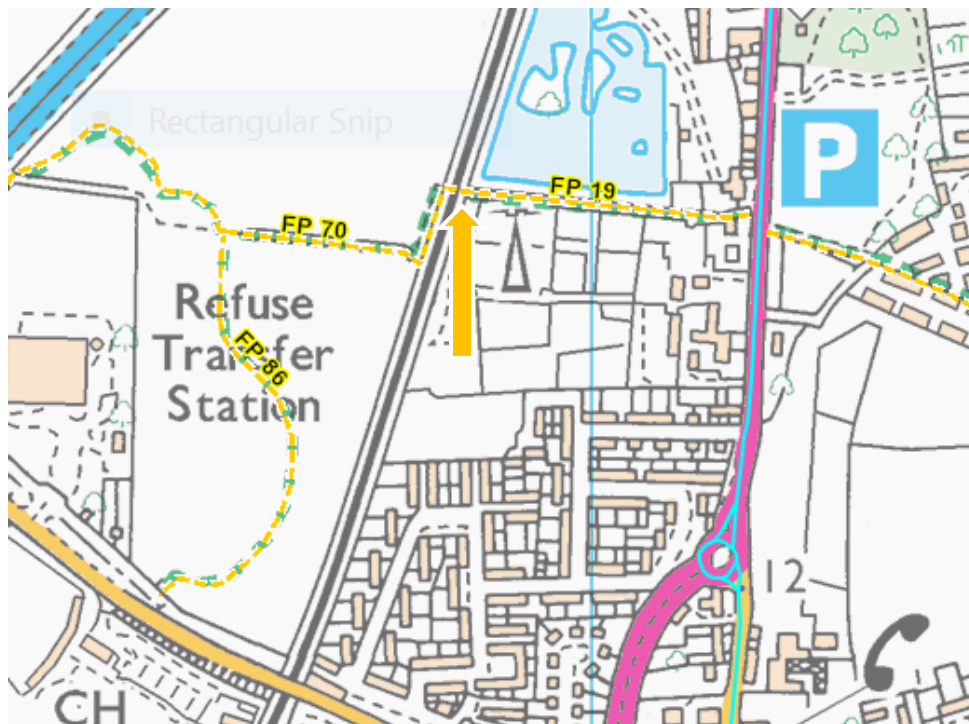 Rectangular Snip
P
FP 19
FP 70
Refuse
Transfer
Station
FP 86
12
CH